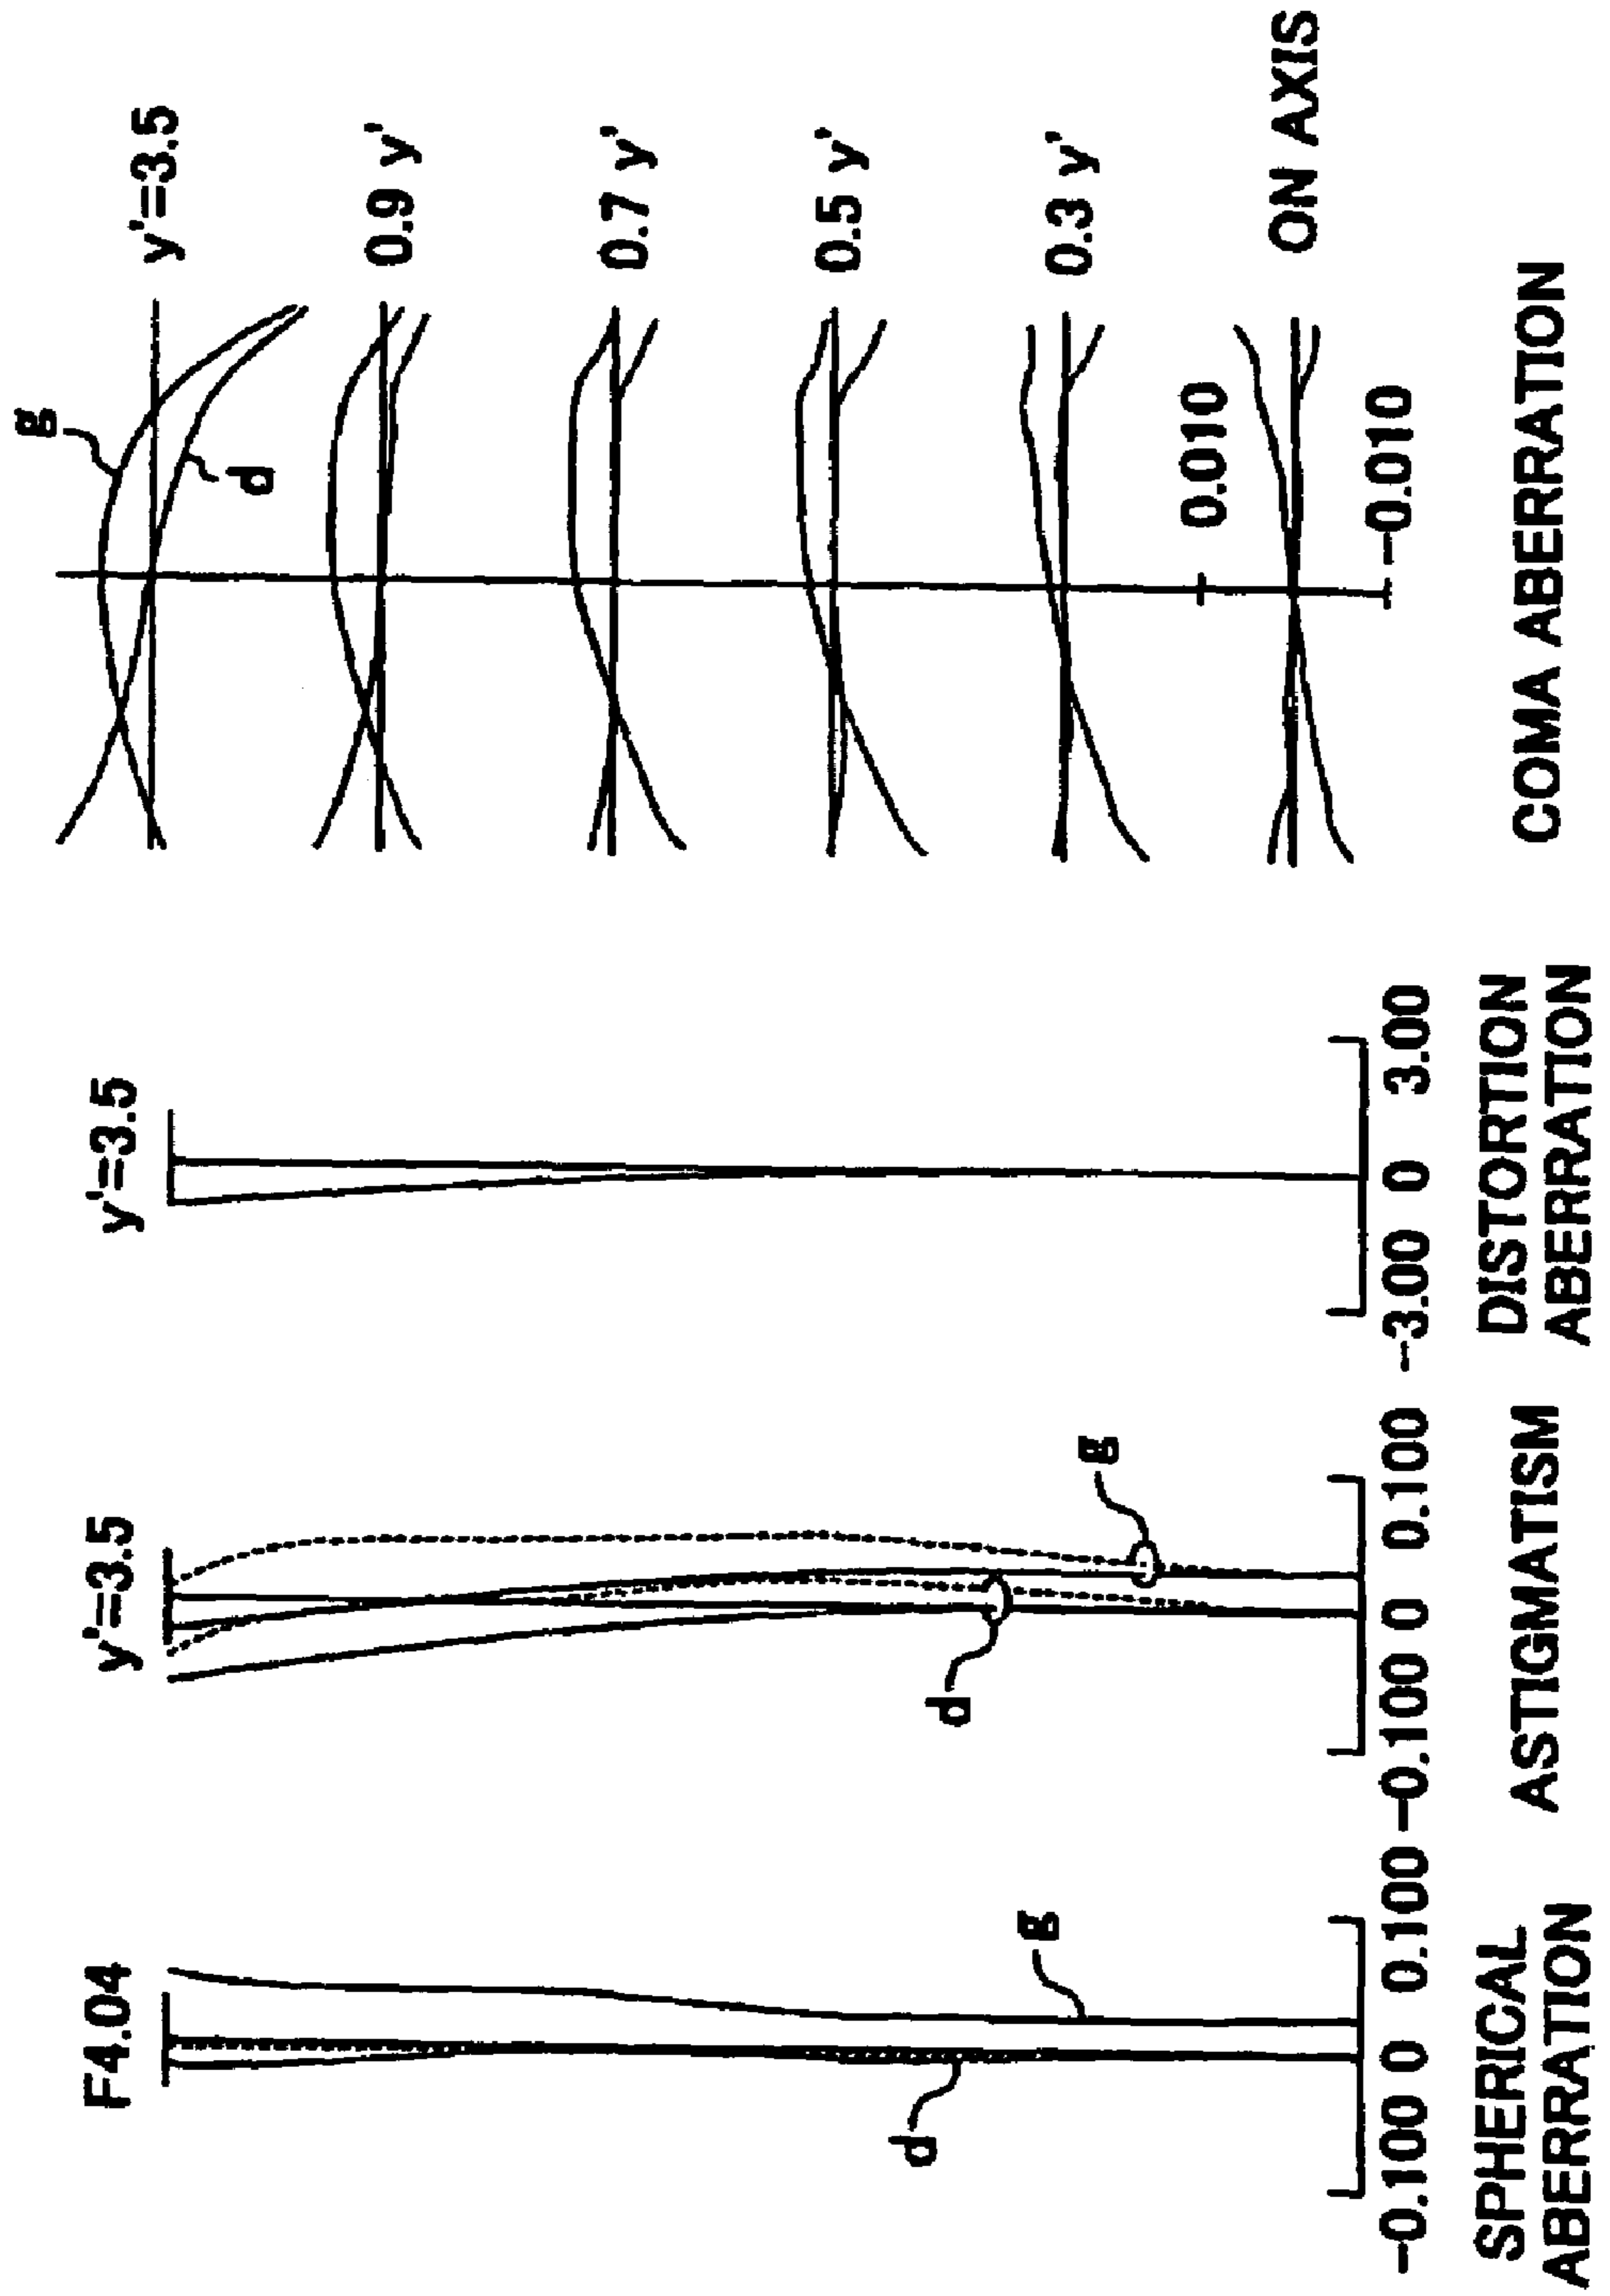 F4.04
g
d
-0.100 0 0.100
SPHERICAL
ABERRATION
y'=3.5
g
d
-0.100 0 0.100
ASTIGMATISM
y'=3.5
-3.00 0 3.00
DISTORTION
ABERRATION
g
d
y'=3.5
0.9 y'
0.7 y'
0.5 y'
0.3 y'
0.010
ON AXIS
-0.010
COMA ABERRATION